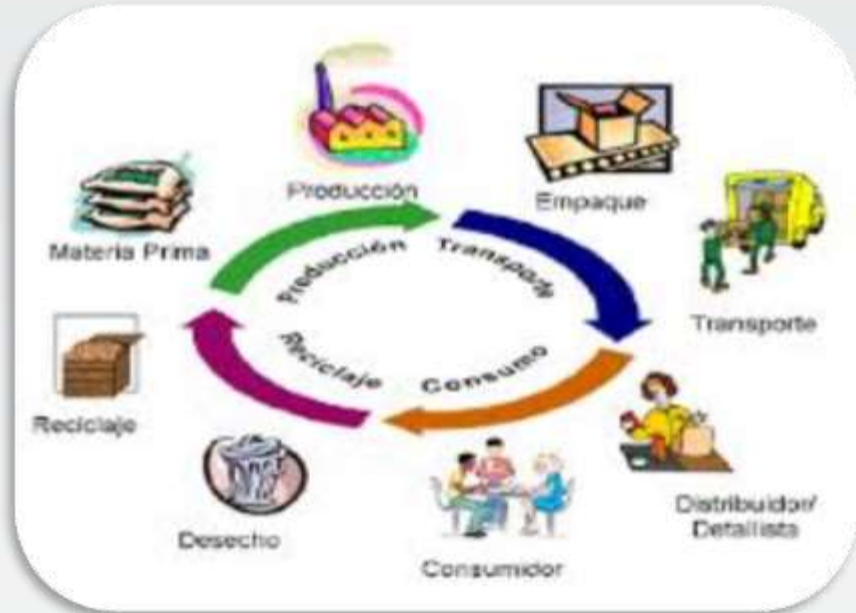 Producción
Empaque
Materia Prima
Transporte
Producción
Transporte
Reciclaje
Consumo
Reciclaje
Distribuidor/
Detallista
Desecho
Consumidor